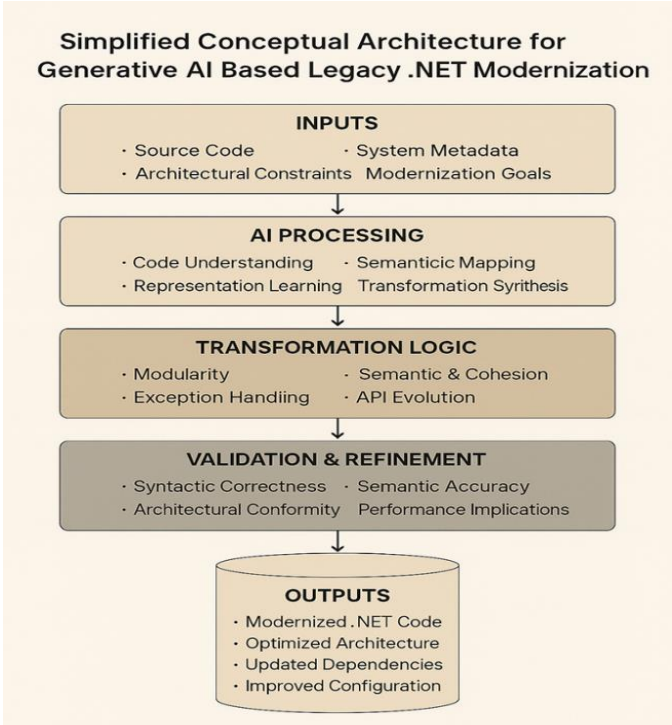 Simplified Conceptual Architecture for
Generative AI Based Legacy .NET Modernization
INPUTS
· Source Code · System Metadata
· Architectural Constraints Modernization Goals
AI PROCESSING
· Code Understanding · Semanticic Mapping
· Representation Learning Transformation Syrithesis
TRANSFORMATION LOGIC
· Modularity · Semantic & Cohesion
· Exception Handiing · API Evolution
VALIDATION & REFINEMENT
· Syntactic Correctness · Semantic Accuracy
· Architectural Conformity Performance Implications
OUTPUTS
· Modernized .NET Code
· Optimized Architecture
· Updated Dependencies
· Improved Configuration